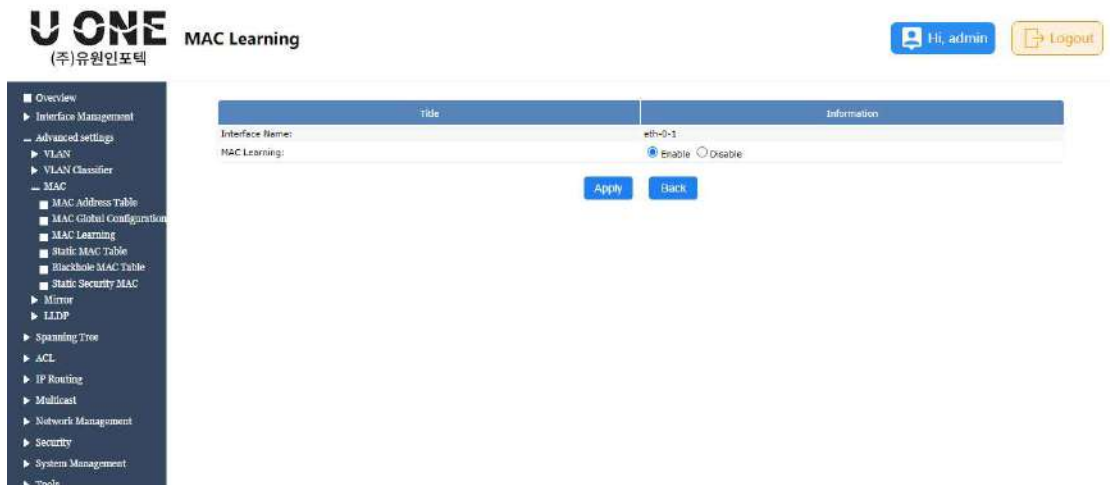 U ONE
(주)유원인포텍
MAC Learning
Hi, admin
Logout
Overview
Interface Management
Advanced settings
VLAN
VLAN Classifier
MAC
MAC Address Table
MAC Global Configuration
MAC Learning
Static MAC Table
Blackhole MAC Table
Static Security MAC
Mirror
LLDP
Spanning Tree
ACL
IP Routing
Multicast
Network Management
Security
System Management
Tools
Title Information
Interface Name: eth-0-1
MAC Learning: Enable Disable
Apply Back